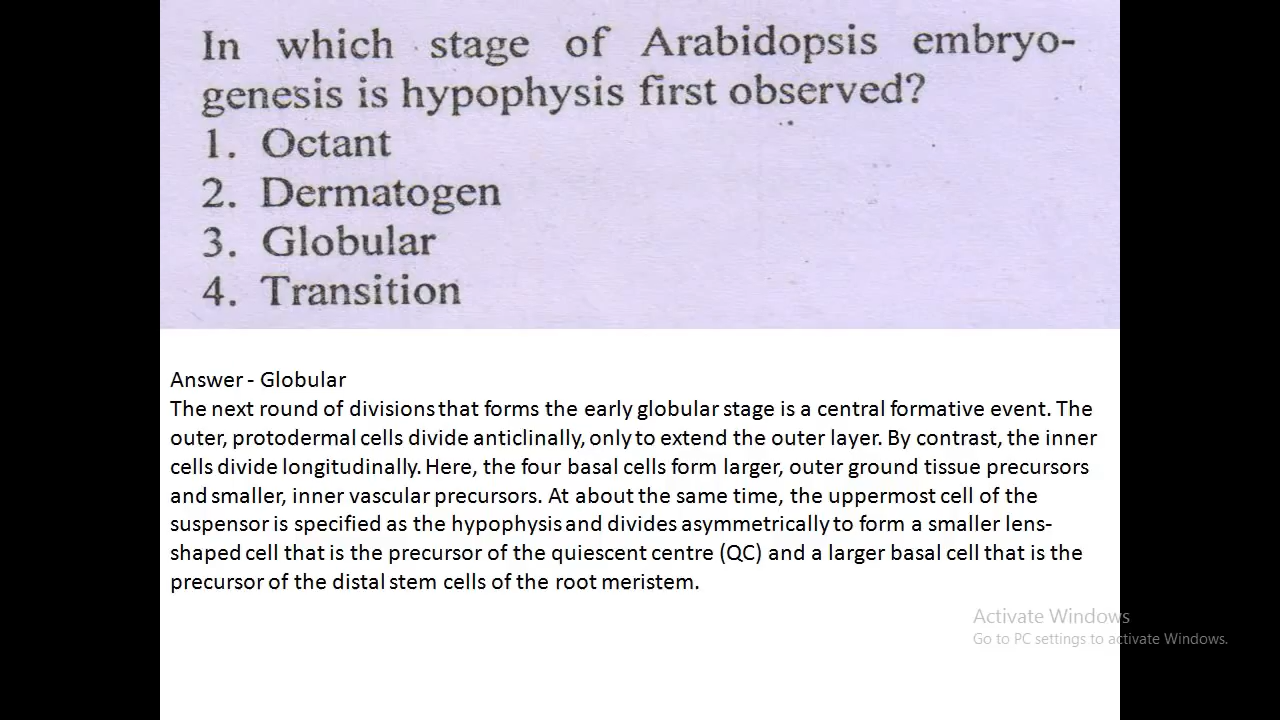 In which stage of Arabidopsis embryo-
genesis is hypophysis first observed?
1. Octant
2. Dermatogen
3. Globular
4. Transition
Answer - Globular
The next round of divisions that forms the early globular stage is a central formative event. The
outer, protodermal cells divide anticlinally, only to extend the outer layer. By contrast, the inner
cells divide longitudinally. Here, the four basal cells form larger, outer ground tissue precursors
and smaller, inner vascular precursors. At about the same time, the uppermost cell of the
suspensor is specified as the hypophysis and divides asymmetrically to form a smaller lens-
shaped cell that is the precursor of the quiescent centre (QC) and a larger basal cell that is the
precursor of the distal stem cells of the root meristem.
Activate Windows
Go to PC settings to activate Windows.